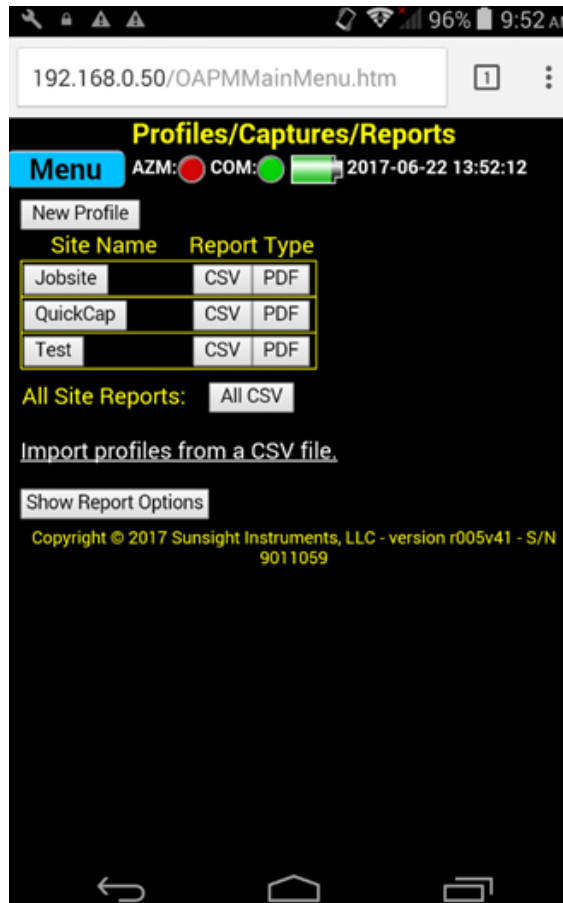 96% 9:52 AM
192.168.0.50/OAPMMainMenu.htm 1
Profiles/Captures/Reports
Menu AZM: COM: 2017-06-22 13:52:12
New Profile
Site Name Report Type
Jobsite CSV PDF
QuickCap CSV PDF
Test CSV PDF
All Site Reports: All CSV
Import profiles from a CSV file.
Show Report Options
Copyright © 2017 Sunsight Instruments, LLC - version r005v41 - S/N
9011059